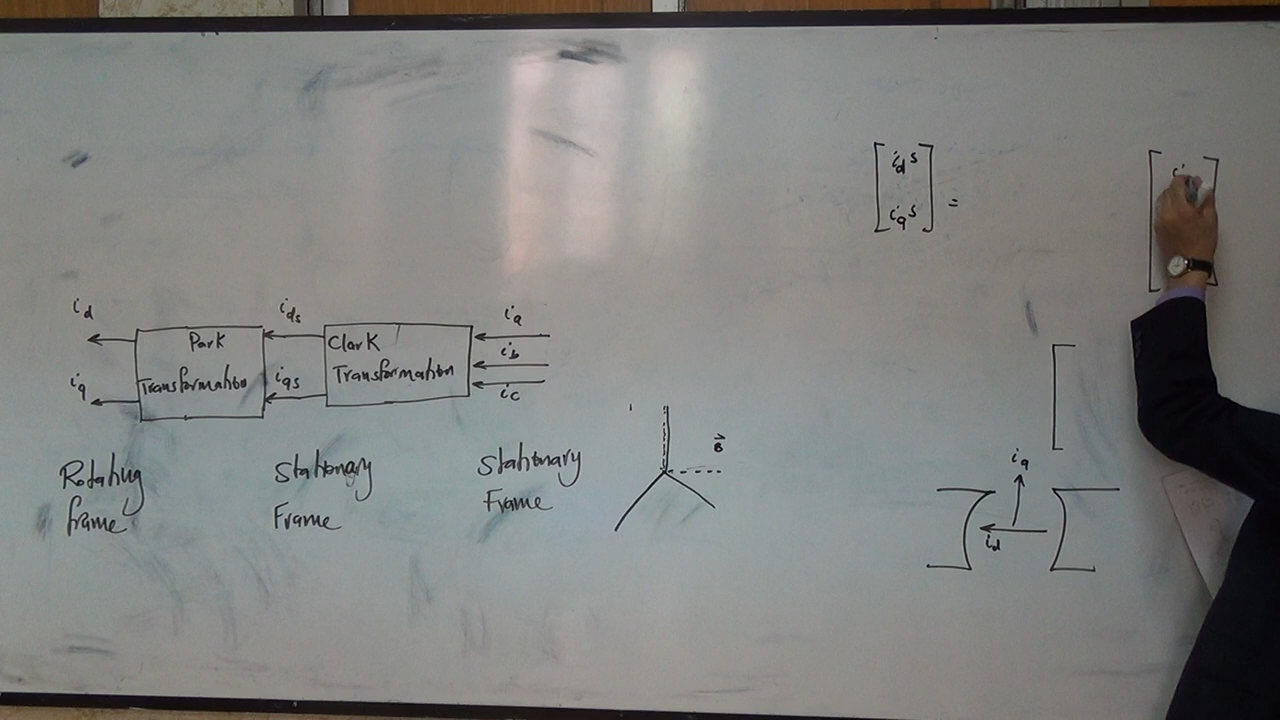 i_d s
i_q s
=
i
i_d
i_q
Park
Transformation
i_ds
i_qs
Clark
Transformation
i_a
i_b
i_c
Rotating
frame
Stationary
Frame
Stationary
Frame
B
i_q
i_d